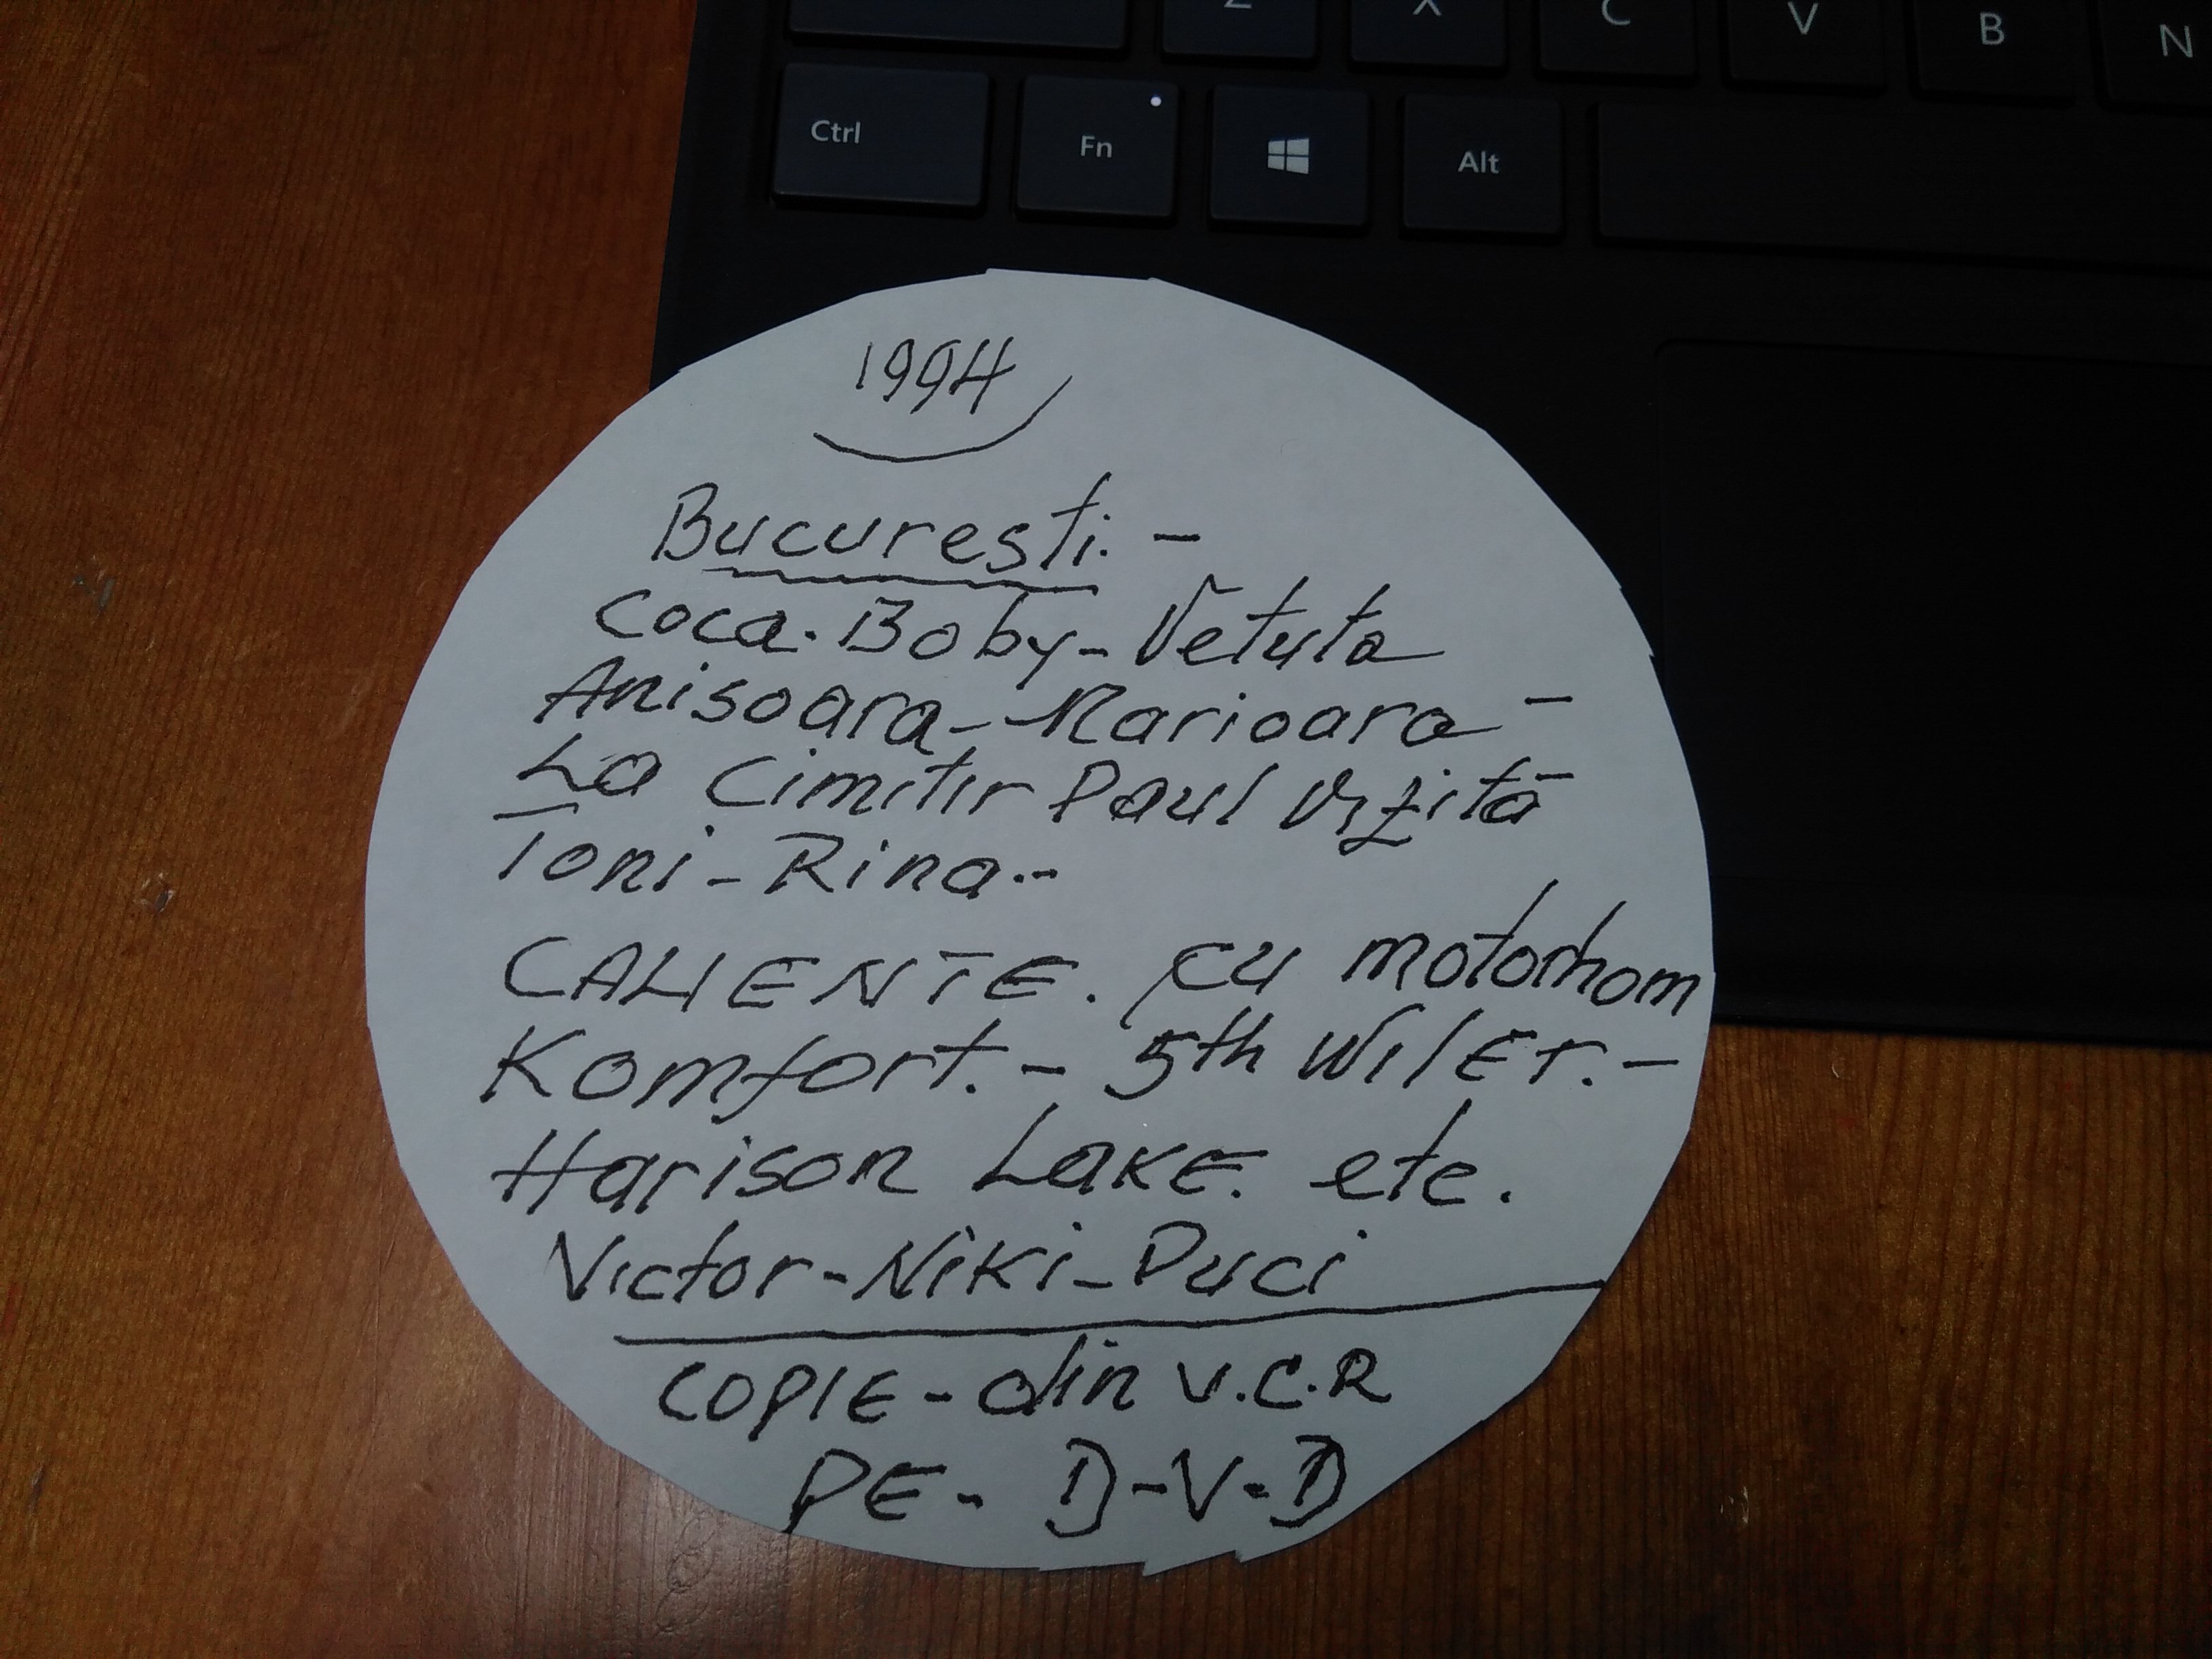 Z X C V B N
Ctrl Fn Alt
1994
Bucuresti. -
Coca. Boby - Vetuta
Anisoara - Marioara -
La Cimitir Paul Vizită
Toni - Rina. -
CALIENTE. cu motorhom
Komfort. - 5th WilEr. -
Harison LakE. etc.
Victor - Niki - Puci
COPIE - din V.C.R
PE - D-V-D